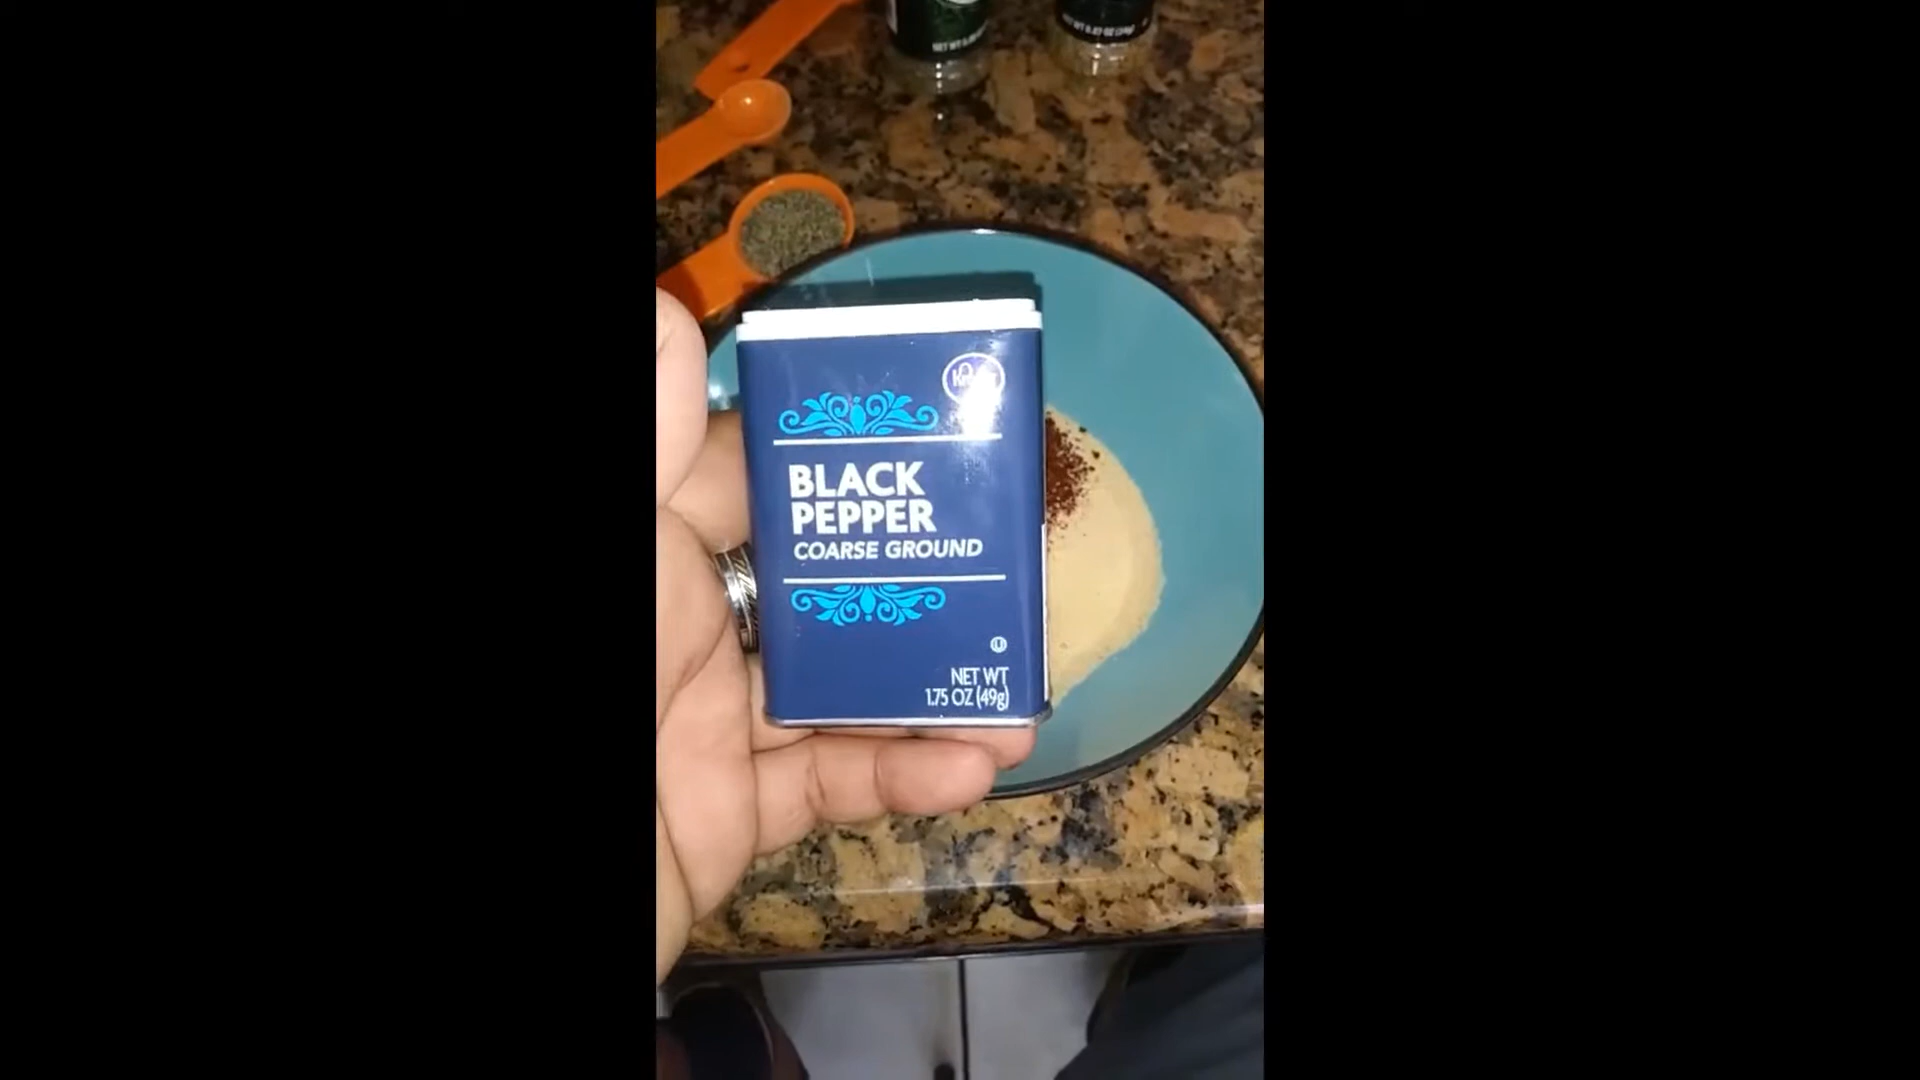 BLACK
PEPPER
COARSE GROUND
U
NET WT
1.75 OZ (49g)